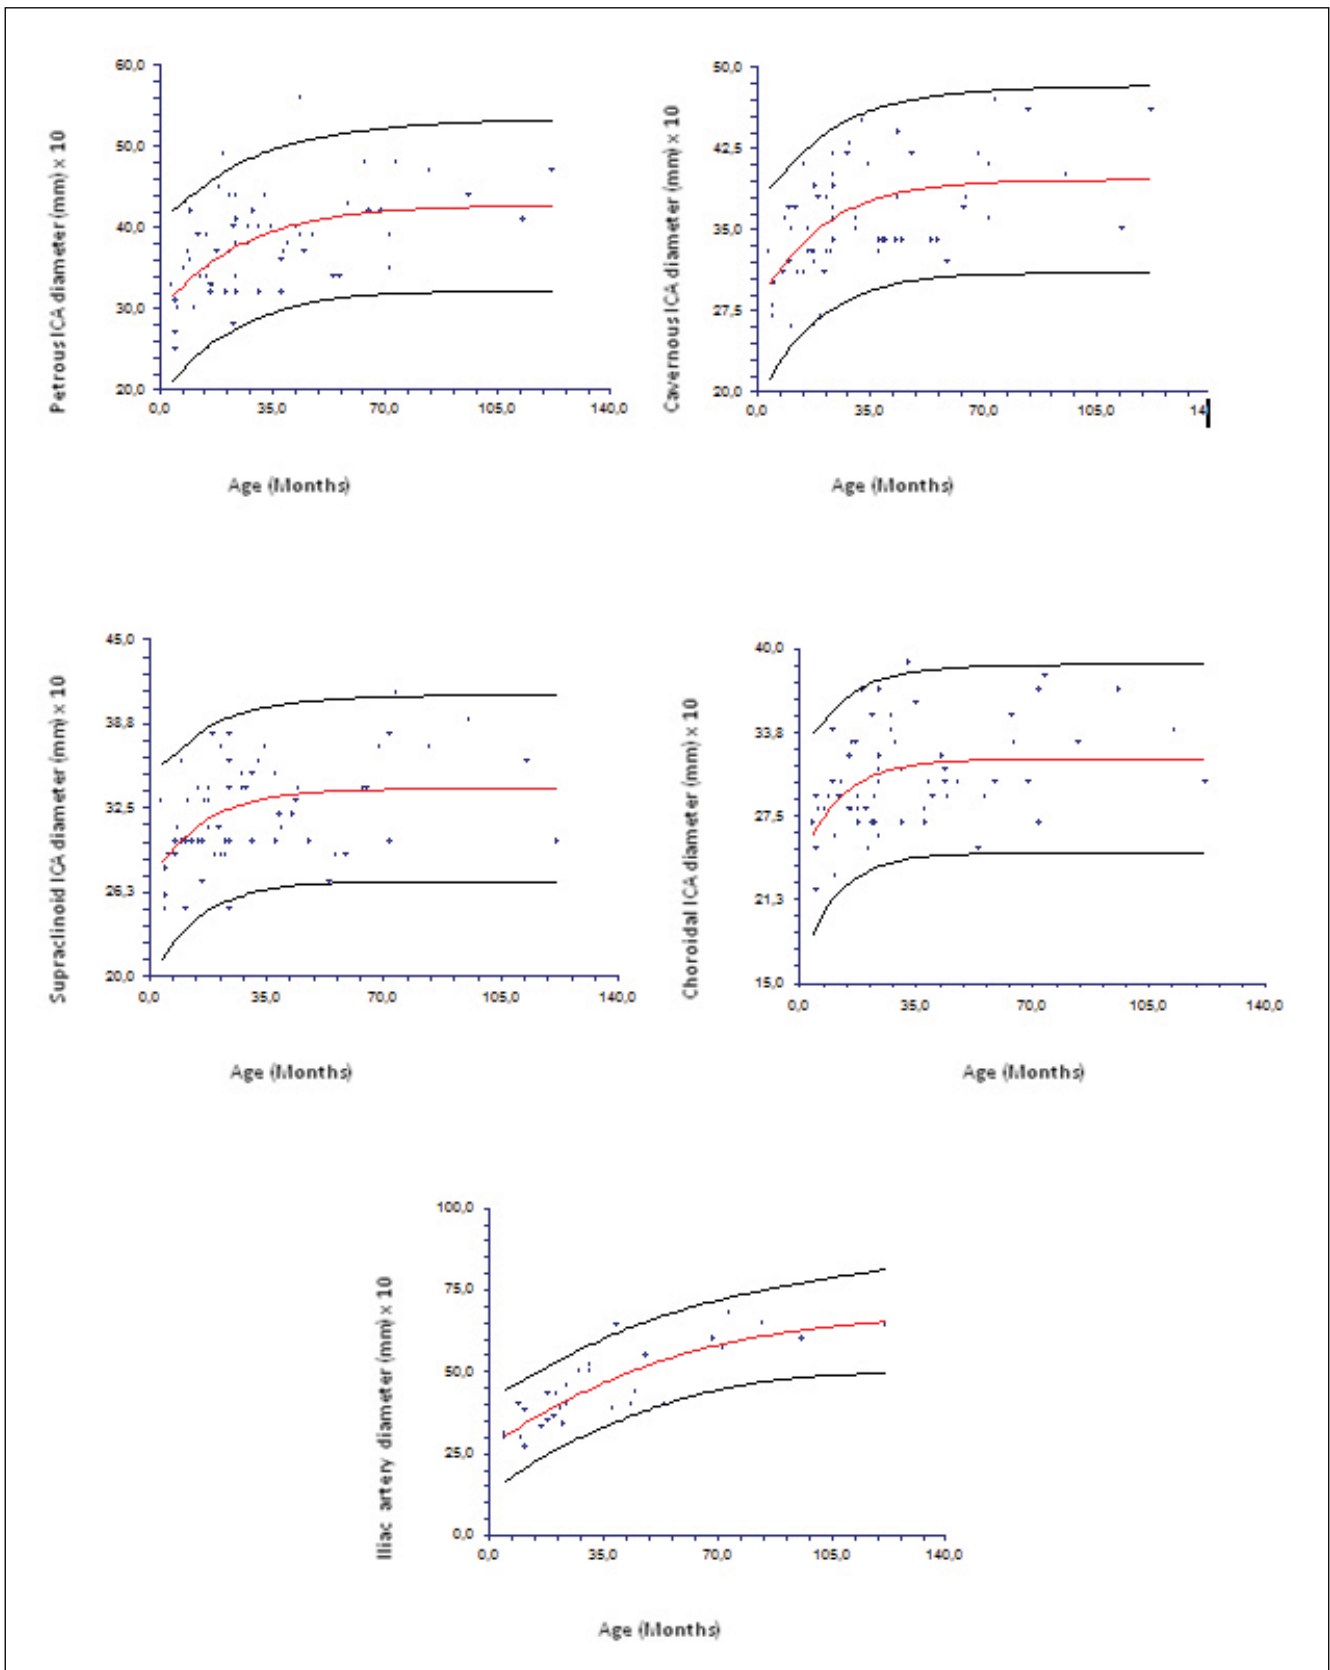 60,0
50,0
40,0
30,0
20,0
0,0 35,0 70,0 105,0 140,0
Petrous ICA diameter (mm) x 10
Age (Months)
50,0
42,5
35,0
27,5
20,0
0,0 35,0 70,0 105,0 14
Cavernous ICA diameter (mm) x 10
Age (Months)
45,0
38,8
32,5
26,3
20,0
0,0 35,0 70,0 105,0 140,0
Supraclinoid ICA diameter (mm) x 10
Age (Months)
40,0
33,8
27,5
21,3
15,0
0,0 35,0 70,0 105,0 140,0
Choroidal ICA diameter (mm) x 10
Age (Months)
100,0
75,0
50,0
25,0
0,0
0,0 35,0 70,0 105,0 140,0
Iliac artery diameter (mm) x 10
Age (Months)